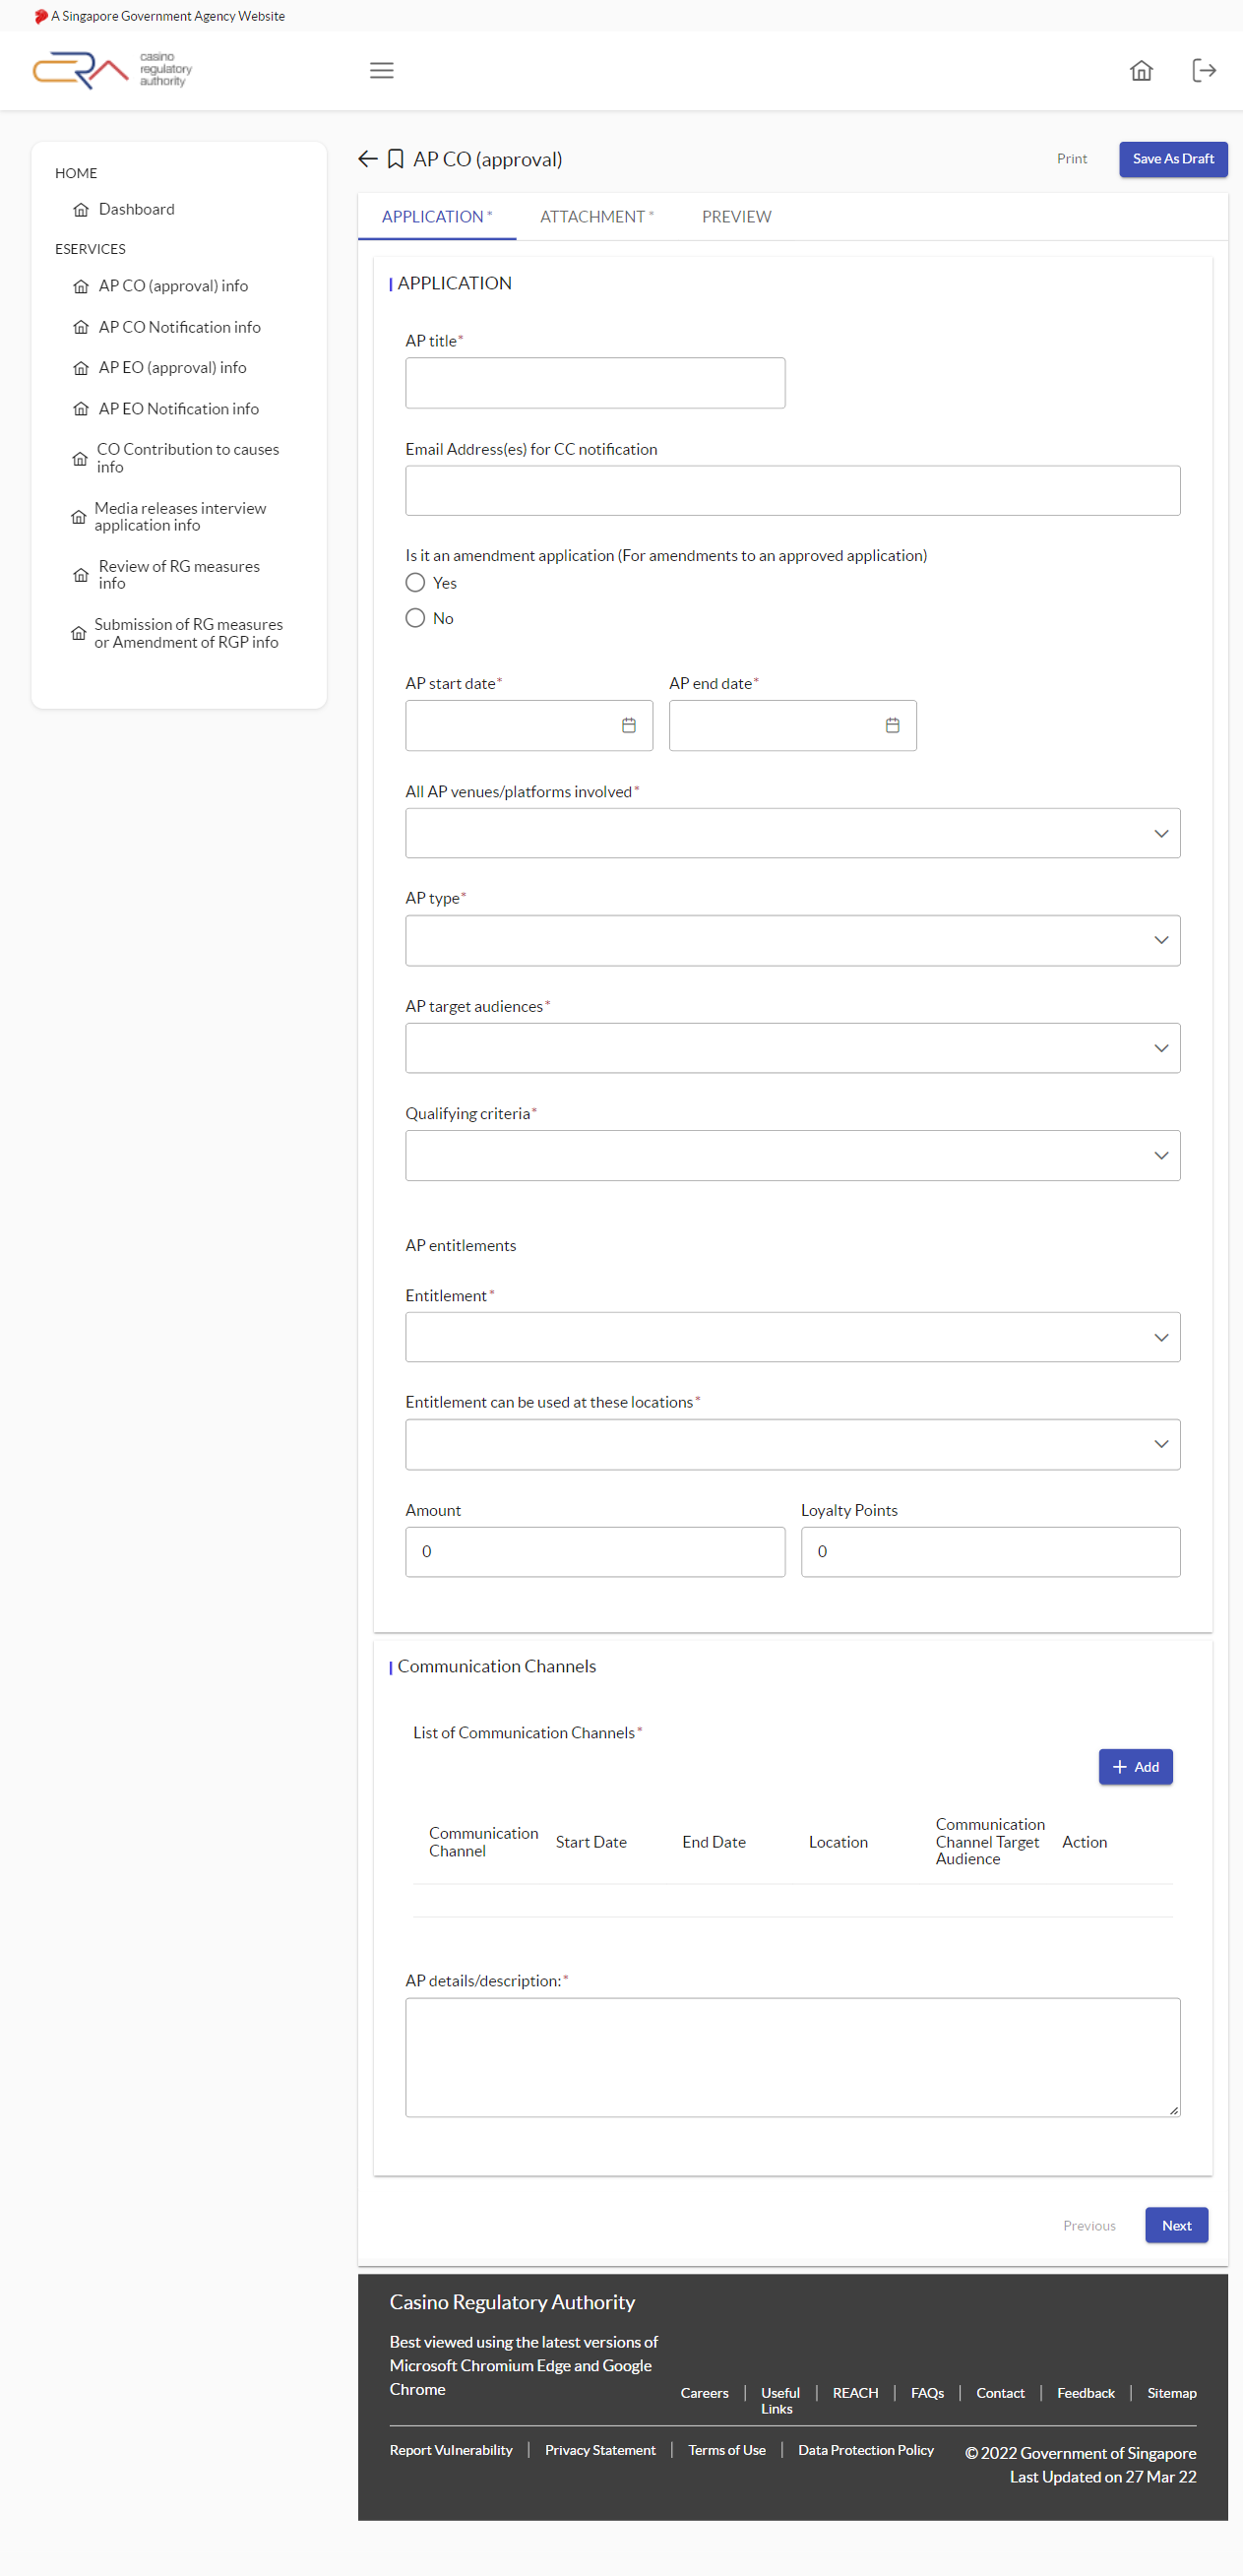 A Singapore Government Agency Website
CRA
casino
regulatory
authority
HOME
Dashboard
ESERVICES
AP CO (approval) info
AP CO Notification info
AP EO (approval) info
AP EO Notification info
CO Contribution to causes
info
Media releases interview
application info
Review of RG measures
info
Submission of RG measures
or Amendment of RGP info
AP CO (approval)
Print
Save As Draft
APPLICATION *
ATTACHMENT *
PREVIEW
APPLICATION
AP title*
Email Address(es) for CC notification
Is it an amendment application (For amendments to an approved application)
Yes
No
AP start date*
AP end date*
All AP venues/platforms involved*
AP type*
AP target audiences*
Qualifying criteria*
AP entitlements
Entitlement*
Entitlement can be used at these locations*
Amount
Loyalty Points
0
0
Communication Channels
List of Communication Channels*
Add
Communication
Channel
Start Date
End Date
Location
Communication
Channel Target
Audience
Action
AP details/description:*
Previous
Next
Casino Regulatory Authority
Best viewed using the latest versions of
Microsoft Chromium Edge and Google
Chrome
Careers
Useful
Links
REACH
FAQs
Contact
Feedback
Sitemap
Report Vulnerability
Privacy Statement
Terms of Use
Data Protection Policy
© 2022 Government of Singapore
Last Updated on 27 Mar 22